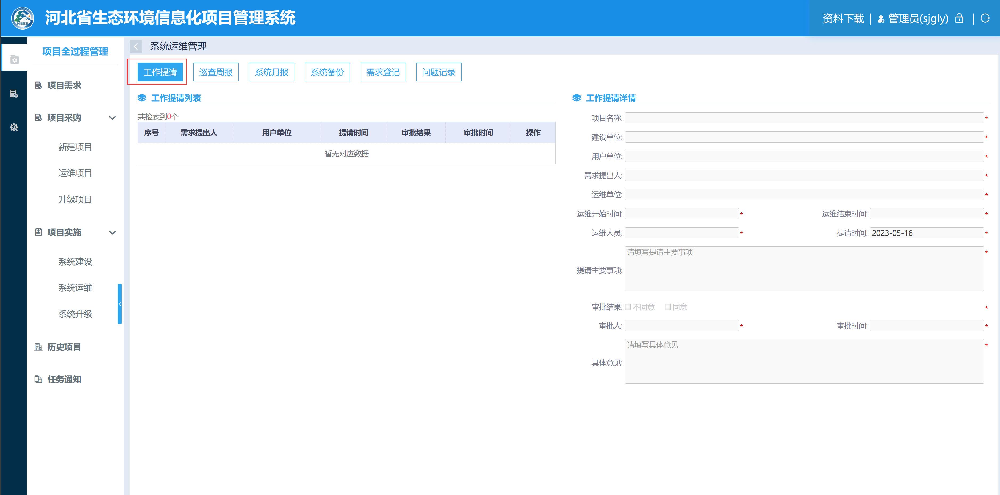 HBEE
河北省生态环境信息化项目管理系统
资料下载 | 管理员(sjgly) |
项目全过程管理
系统运维管理
工作提请 巡查周报 系统月报 系统备份 需求登记 问题记录
项目需求
项目采购
新建项目
运维项目
升级项目
项目实施
系统建设
系统运维
系统升级
历史项目
任务通知
工作提请列表
共检索到0个
序号 需求提出人 用户单位 提请时间 审批结果 审批时间 操作
暂无对应数据
工作提请详情
项目名称: *
建设单位: *
用户单位: *
需求提出人: *
运维单位: *
运维开始时间: * 运维结束时间: *
运维人员: * 提请时间: 2023-05-16 *
提请主要事项: 请填写提请主要事项 *
审批结果: 不同意 同意 *
审批人: * 审批时间: *
具体意见: 请填写具体意见 *